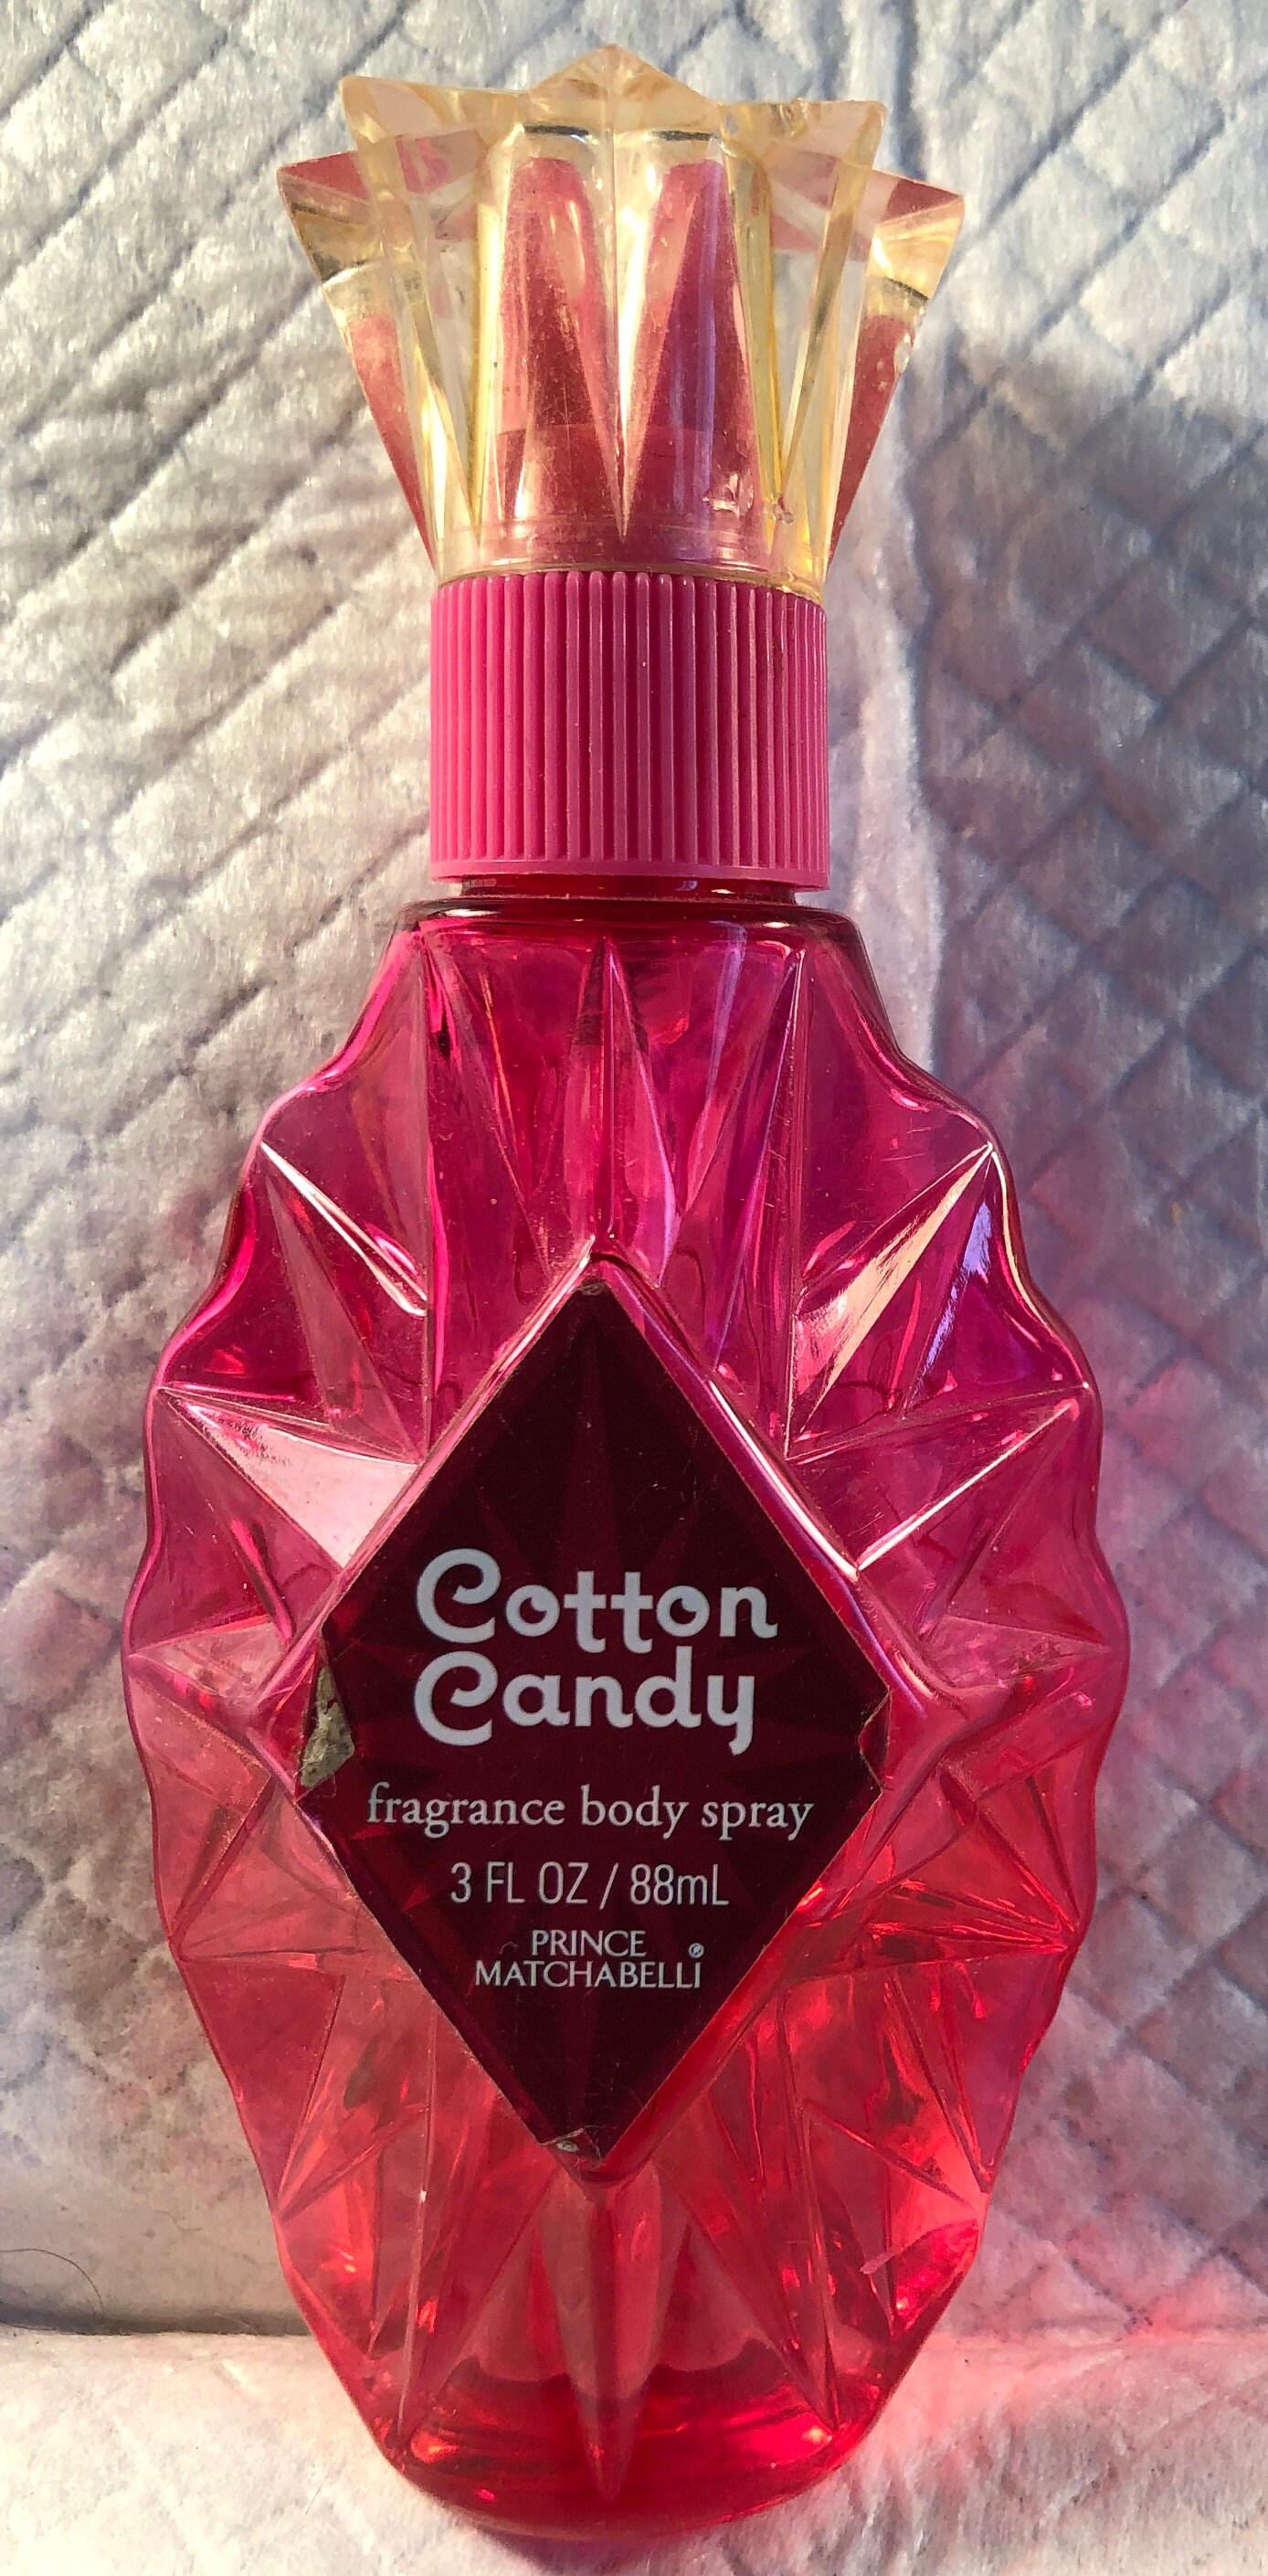 Cotton
Candy
fragrance body spray
3 FL OZ / 88mL
PRINCE
MATCHABELLI®